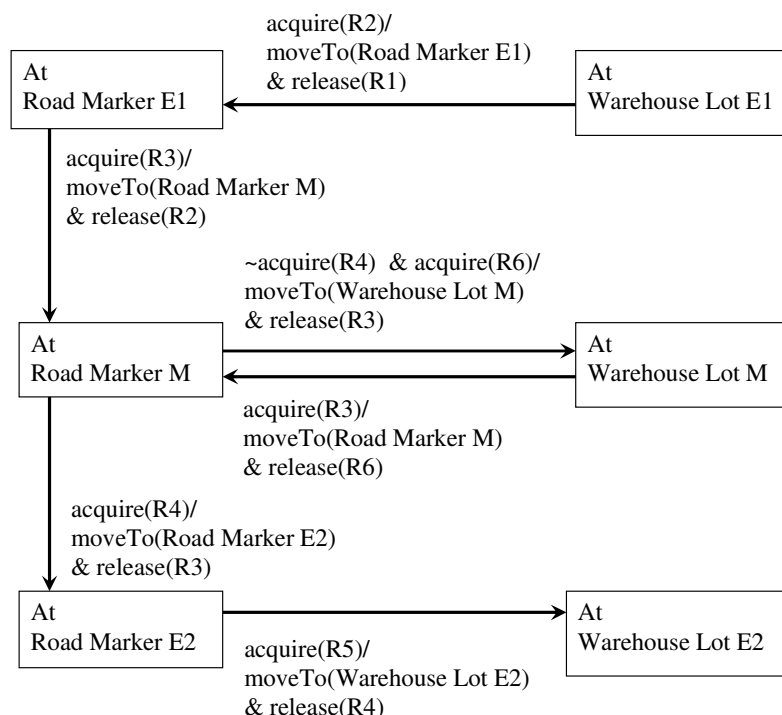 acquire(R2)/
moveTo(Road Marker E1)
& release(R1)
At
Road Marker E1
At
Warehouse Lot E1
acquire(R3)/
moveTo(Road Marker M)
& release(R2)
~acquire(R4) & acquire(R6)/
moveTo(Warehouse Lot M)
& release(R3)
At
Road Marker M
At
Warehouse Lot M
acquire(R3)/
moveTo(Road Marker M)
& release(R6)
acquire(R4)/
moveTo(Road Marker E2)
& release(R3)
At
Road Marker E2
At
Warehouse Lot E2
acquire(R5)/
moveTo(Warehouse Lot E2)
& release(R4)